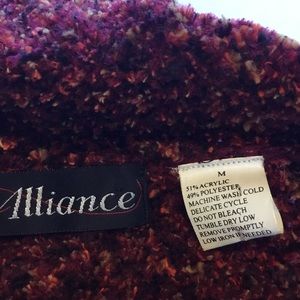 Alliance
M
51% ACRYLIC
49% POLYESTER
MACHINE WASH COLD
DELICATE CYCLE
DO NOT BLEACH
TUMBLE DRY LOW
REMOVE PROMPTLY
LOW IRON IF NEEDED